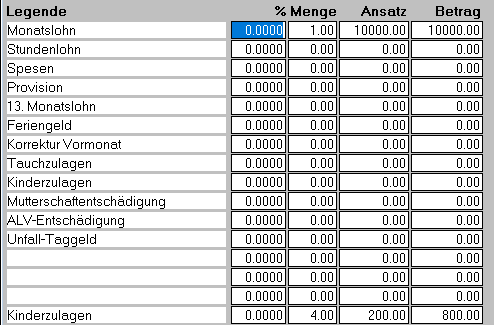 Legende % Menge Ansatz Betrag
Monatslohn 0.0000 1.00 10000.00 10000.00
Stundenlohn 0.0000 0.00 0.00 0.00
Spesen 0.0000 0.00 0.00 0.00
Provision 0.0000 0.00 0.00 0.00
13. Monatslohn 0.0000 0.00 0.00 0.00
Feriengeld 0.0000 0.00 0.00 0.00
Korrektur Vormonat 0.0000 0.00 0.00 0.00
Tauchzulagen 0.0000 0.00 0.00 0.00
Kinderzulagen 0.0000 0.00 0.00 0.00
Mutterschaftentschädigung 0.0000 0.00 0.00 0.00
ALV-Entschädigung 0.0000 0.00 0.00 0.00
Unfall-Taggeld 0.0000 0.00 0.00 0.00
0.0000 0.00 0.00 0.00
0.0000 0.00 0.00 0.00
0.0000 0.00 0.00 0.00
Kinderzulagen 0.0000 4.00 200.00 800.00